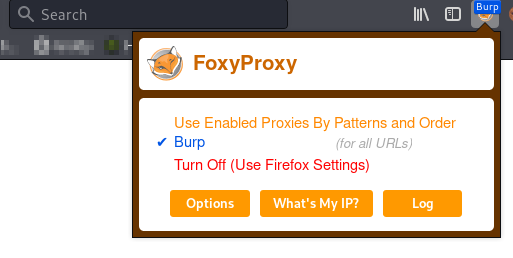 Search
Burp
FoxyProxy
Use Enabled Proxies By Patterns and Order
✔ Burp (for all URLs)
Turn Off (Use Firefox Settings)
Options What's My IP? Log